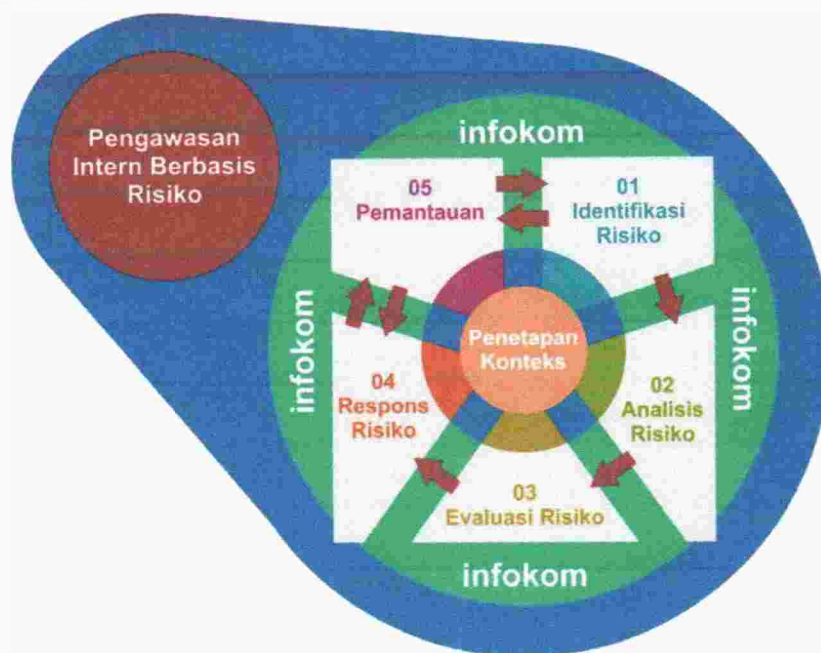 Pengawasan
Intern Berbasis
Risiko
infokom
05
Pemantauan
01
Identifikasi
Risiko
infokom
infokom
Penetapan
Konteks
04
Respons
Risiko
02
Analisis
Risiko
03
Evaluasi Risiko
infokom